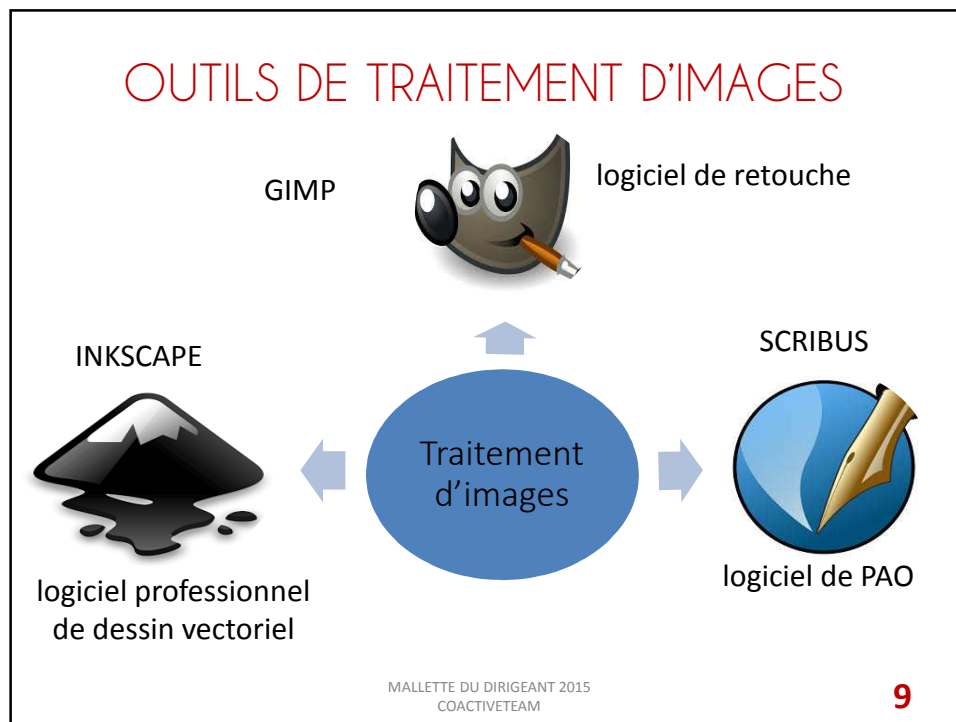 OUTILS DE TRAITEMENT D'IMAGES
GIMP
logiciel de retouche
INKSCAPE
SCRIBUS
Traitement
d’images
logiciel professionnel
de dessin vectoriel
logiciel de PAO
MALLETTE DU DIRIGEANT 2015
COACTIVETEAM
9